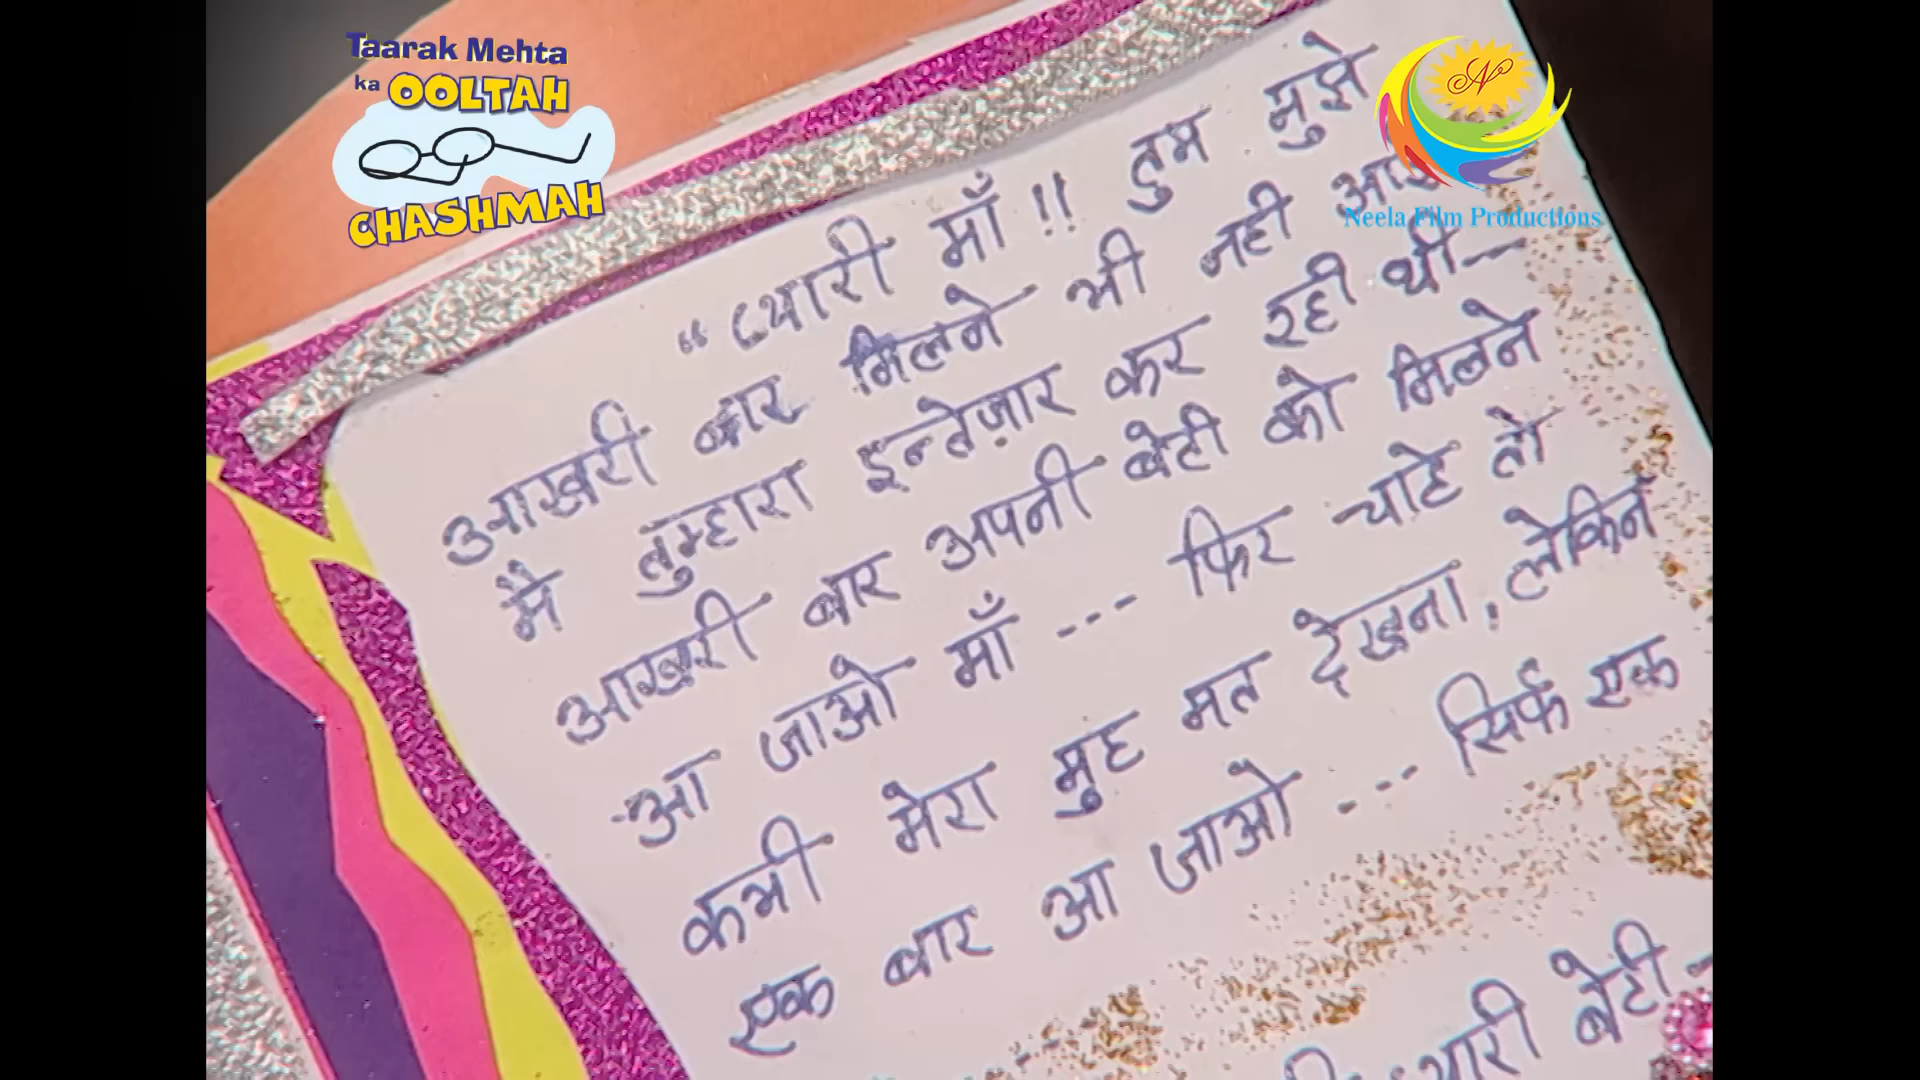 Taarak Mehta
ka OOLTAH
CHASHMAH
Neela Film Productions
"प्यारी माँ !! तुम मुझे
आखरी बार मिलने भी नही
मै तुम्हारा इन्तेज़ार कर रही थी---
आखरी बार अपनी बेटी को मिलने
आ जाओ माँ --- फिर चाहे तो
कभी मेरा मुह मत देखना, लेकिन
एक बार आ जाओ --- सिर्फ एक
बेटी -